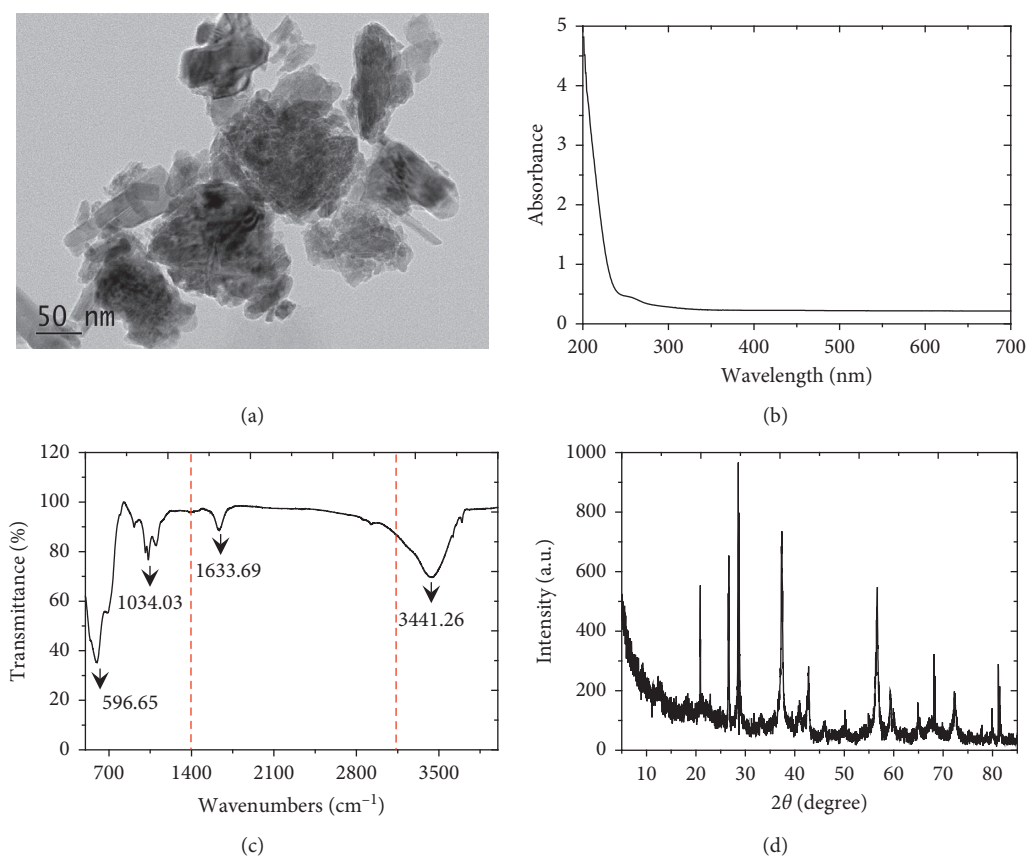 50 nm
(a)
5
4
3
2
1
0
Absorbance
200 300 400 500 600 700
Wavelength (nm)
(b)
120
100
80
60
40
20
0
Transmittance (%)
596.65
1034.03
1633.69
3441.26
700 1400 2100 2800 3500
Wavenumbers (cm⁻¹)
(c)
1000
800
600
400
200
0
Intensity (a.u.)
10 20 30 40 50 60 70 80
2θ (degree)
(d)